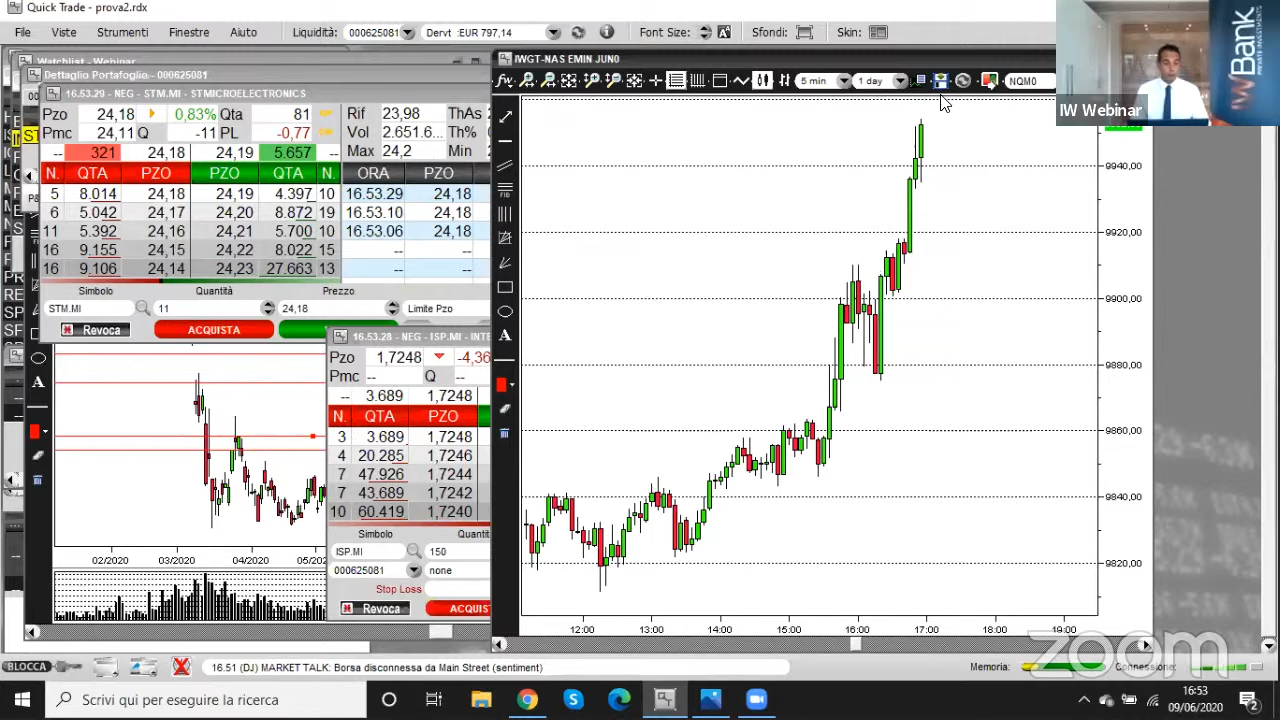 Quick Trade - prova2.rdx
File Viste Strumenti Finestre Aiuto Liquidità: 000625081 Dervt :EUR 797,14 Font Size: Sfondi: Skin:
Watchlist - Webinar
Dettaglio Portafoglio - 000625081
16.53.29 - NEG - STM.MI - STMICROELECTRONICS
Pzo 24,18 0,83% Qta 81 Rif 23,98 ThAs
Pmc 24,11 Q -11 PL -0,77 Vol 2.651.6... Th%
Max 24,2 Min
-- 321 24,18 24,19 5.657 --
N. QTA PZO PZO QTA N. ORA PZO
5 8.014 24,18 24,19 4.397 10 16.53.29 24,18
6 5.042 24,17 24,20 8.872 19 16.53.10 24,18
11 5.392 24,16 24,21 5.700 10 16.53.06 24,18
16 9.155 24,15 24,22 8.022 15 -- --
16 9.106 24,14 24,23 27.663 13 -- --
Simbolo Quantità Prezzo
STM.MI 11 24,18 Limite Pzo
Revoca ACQUISTA
16.53.28 - NEG - ISP.MI - INTE
Pzo 1,7248 -4,36
Pmc -- Q --
-- 3.689 1,7248
N. QTA PZO
3 3.689 1,7248
4 20.285 1,7246
7 47.926 1,7244
7 43.689 1,7242
10 60.419 1,7240
Simbolo Quantit
ISP.MI 150
000625081 none
Stop Loss
Revoca ACQUIS
02/2020 03/2020 04/2020 05/2020
IWGT-NAS EMIN JUN0
5 min 1 day NQM0
9940,00
9920,00
9900,00
9880,00
9860,00
9840,00
9820,00
12:00 13:00 14:00 15:00 16:00 17:00 18:00 19:00
IW Webinar
IWBank
PRIVATE INVESTMENTS
zoom
BLOCCA 16.51 (DJ) MARKET TALK: Borsa disconnessa da Main Street (sentiment) Memoria: Connessione:
Scrivi qui per eseguire la ricerca
16:53
09/06/2020
2